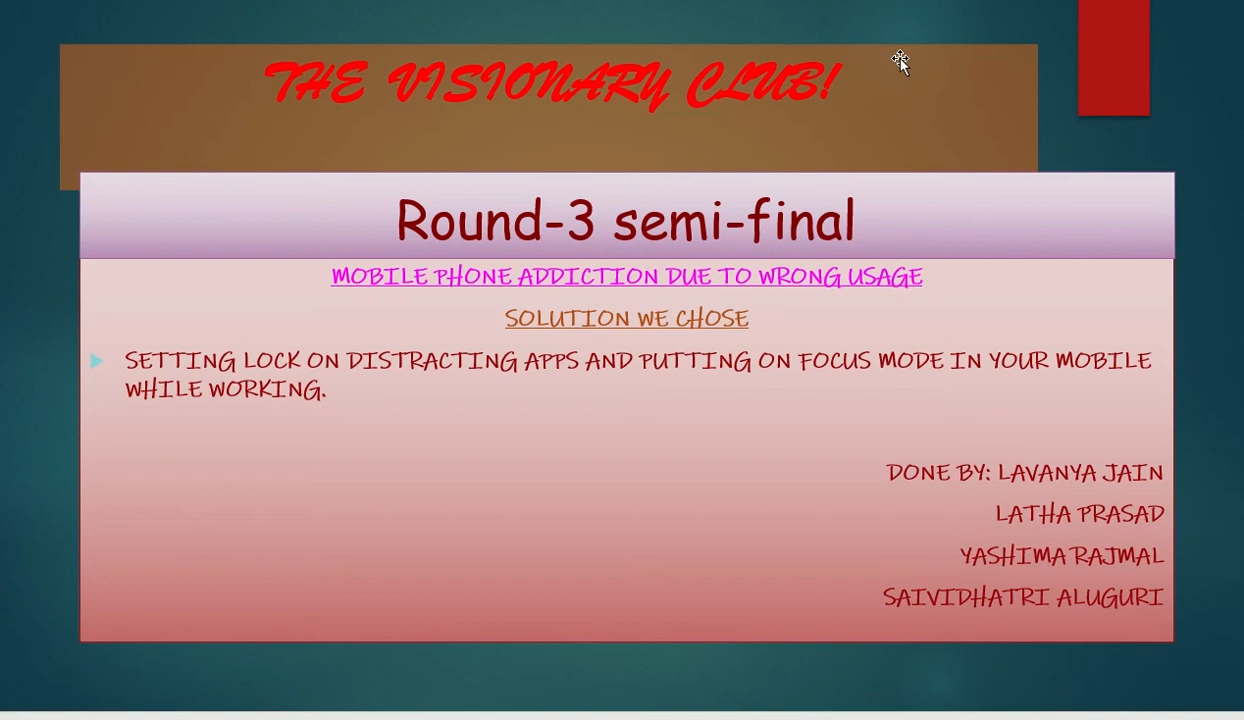 THE VISIONARY CLUB!
Round-3 semi-final
MOBILE PHONE ADDICTION DUE TO WRONG USAGE
SOLUTION WE CHOSE
SETTING LOCK ON DISTRACTING APPS AND PUTTING ON FOCUS MODE IN YOUR MOBILE
WHILE WORKING.
DONE BY: LAVANYA JAIN
LATHA PRASAD
YASHIMA RAJMAL
SAIVIDHATRI ALUGURI